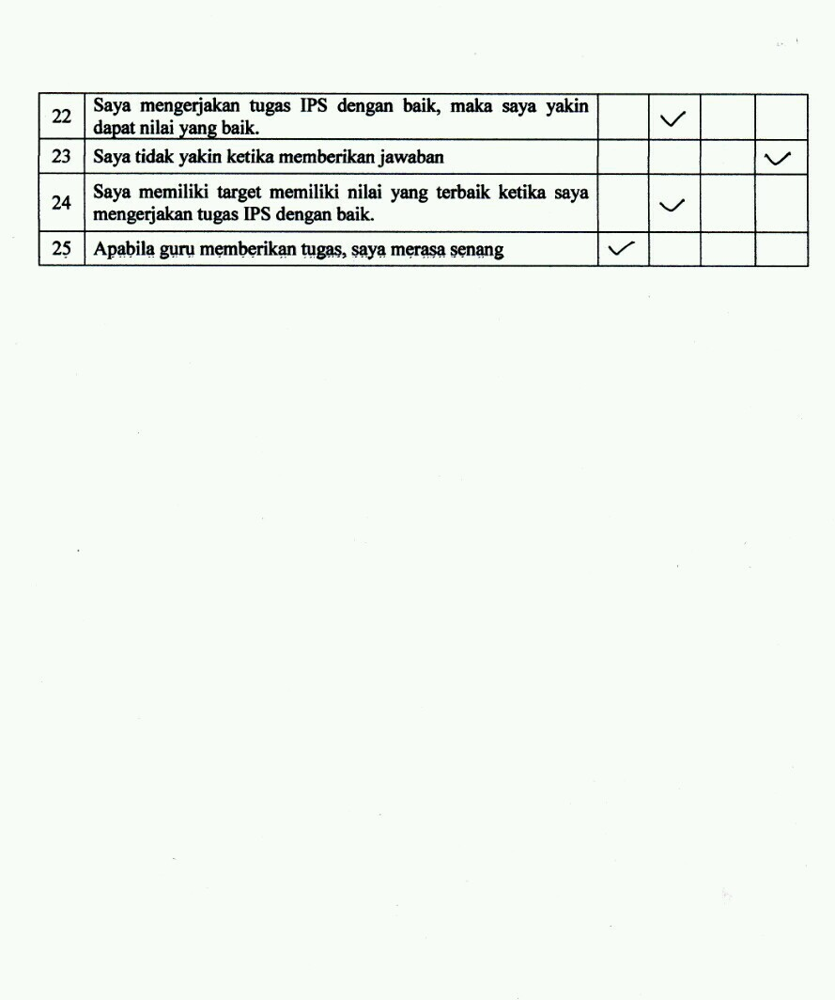 22 Saya mengerjakan tugas IPS dengan baik, maka saya yakin
dapat nilai yang baik. ✓
23 Saya tidak yakin ketika memberikan jawaban ✓
24 Saya memiliki target memiliki nilai yang terbaik ketika saya
mengerjakan tugas IPS dengan baik. ✓
25 Apabila guru memberikan tugas, saya merasa senang ✓